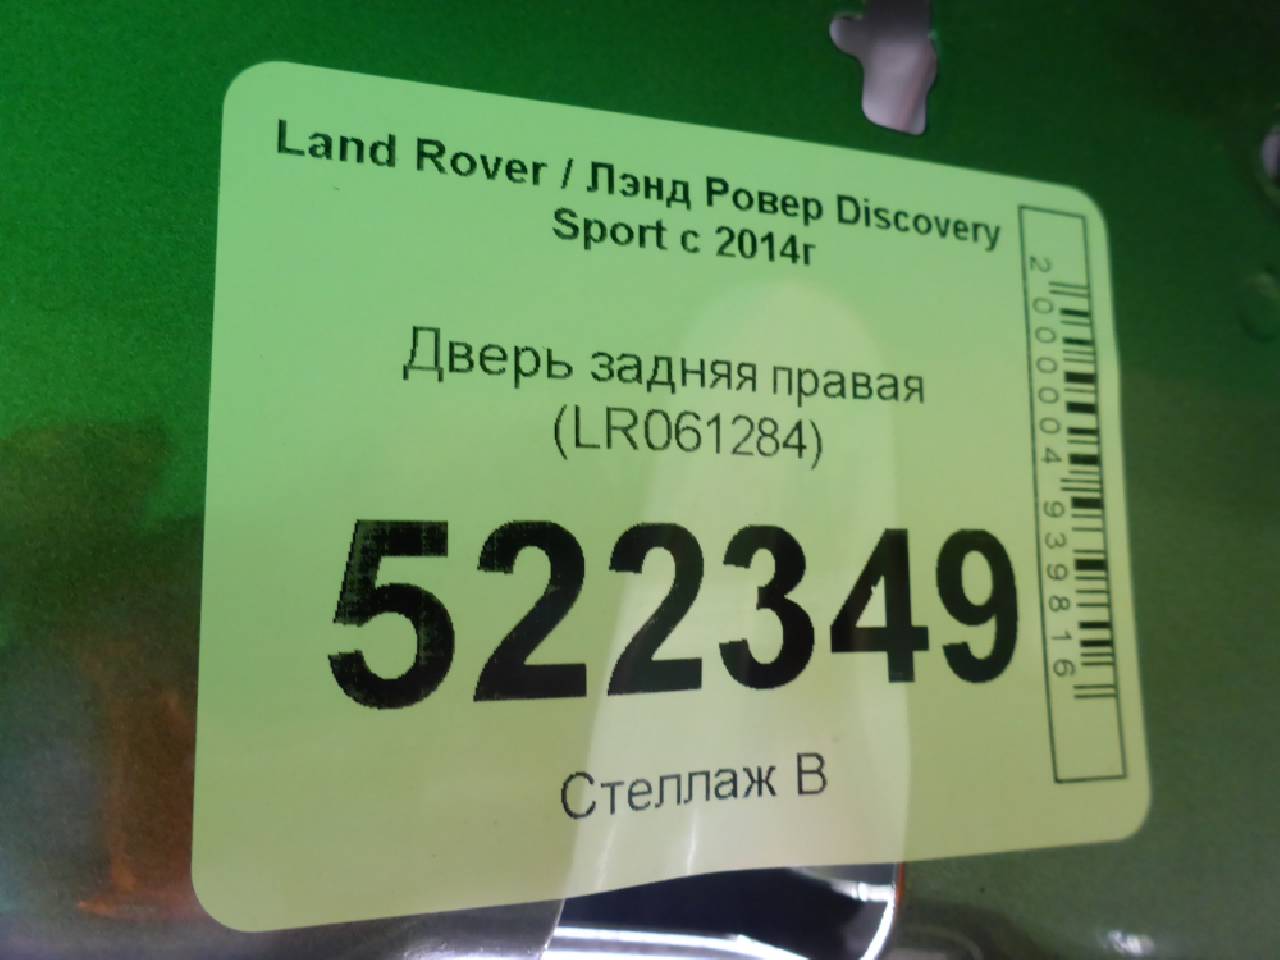 Land Rover / Лэнд Ровер Discovery
Sport с 2014г
Дверь задняя правая
(LR061284)
522349
Стеллаж В
2000004939816